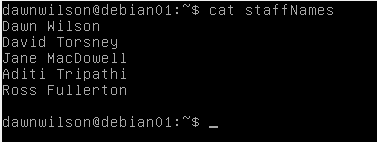 dawnwilson@debian01:~$ cat staffNames
Dawn Wilson
David Torsney
Jane MacDowell
Aditi Tripathi
Ross Fullerton
dawnwilson@debian01:~$ _